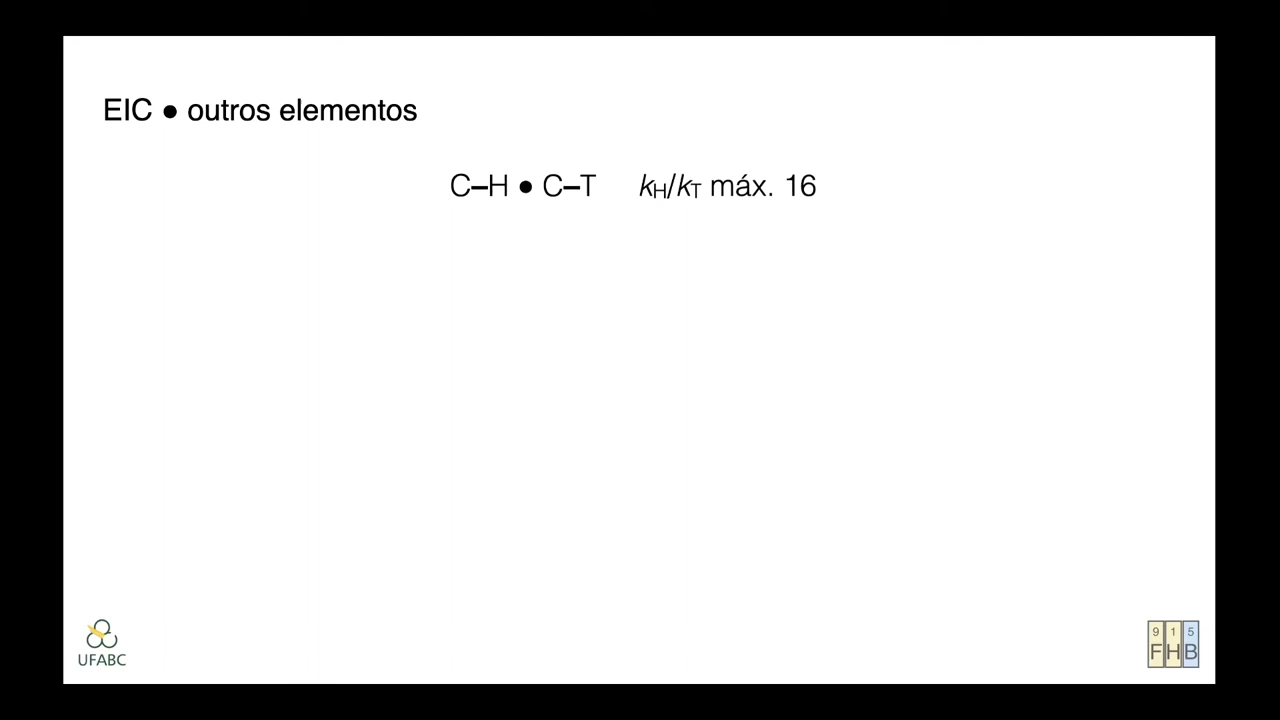 EIC ● outros elementos
C–H ● C–T kH/kT máx. 16
UFABC
9 1 5
F H B